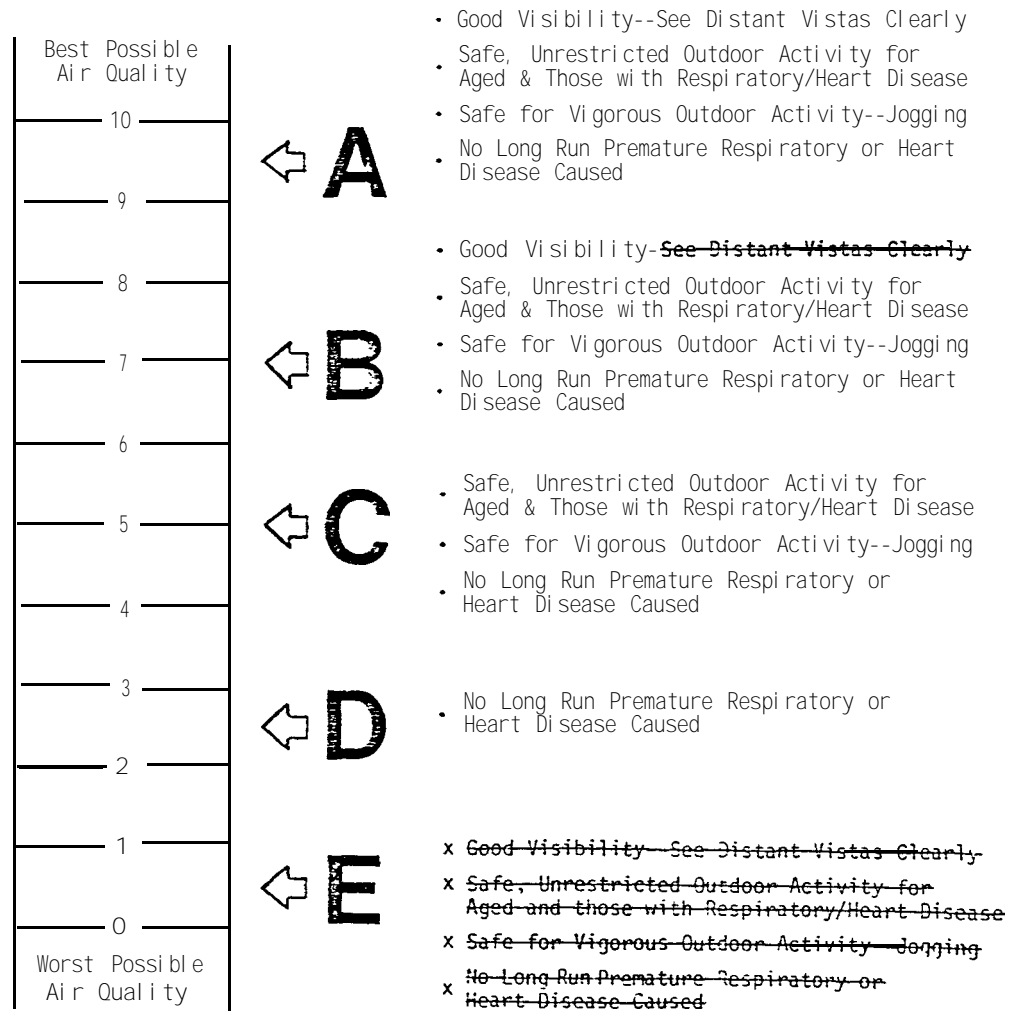 Best Possible
Air Quality
10
9
8
7
6
5
4
3
2
1
0
Worst Possible
Air Quality
A
• Good Visibility--See Distant Vistas Clearly
• Safe, Unrestricted Outdoor Activity for
Aged & Those with Respiratory/Heart Disease
• Safe for Vigorous Outdoor Activity--Jogging
• No Long Run Premature Respiratory or Heart
Disease Caused
B
• Good Visibility-See Distant Vistas Clearly
• Safe, Unrestricted Outdoor Activity for
Aged & Those with Respiratory/Heart Disease
• Safe for Vigorous Outdoor Activity--Jogging
• No Long Run Premature Respiratory or Heart
Disease Caused
C
• Safe, Unrestricted Outdoor Activity for
Aged & Those with Respiratory/Heart Disease
• Safe for Vigorous Outdoor Activity--Jogging
• No Long Run Premature Respiratory or
Heart Disease Caused
D
• No Long Run Premature Respiratory or
Heart Disease Caused
E
x Good Visibility--See Distant Vistas Clearly
x Safe, Unrestricted Outdoor Activity for
Aged and those with Respiratory/Heart Disease
x Safe for Vigorous Outdoor Activity--Jogging
x No Long Run Premature Respiratory or
Heart Disease Caused